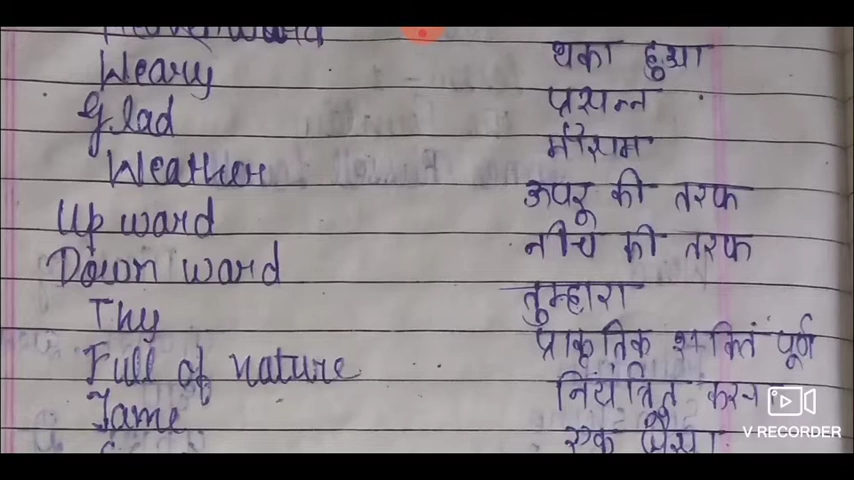 Weary थका हुआ
Glad प्रसन्न
Weather मौसम
Up ward ऊपर की तरफ
Down ward नीचे की तरफ
Thy तुम्हारा
Full of nature प्राकृतिक शक्ति पूर्ण
Tame नियंत्रित करना
एक
V RECORDER